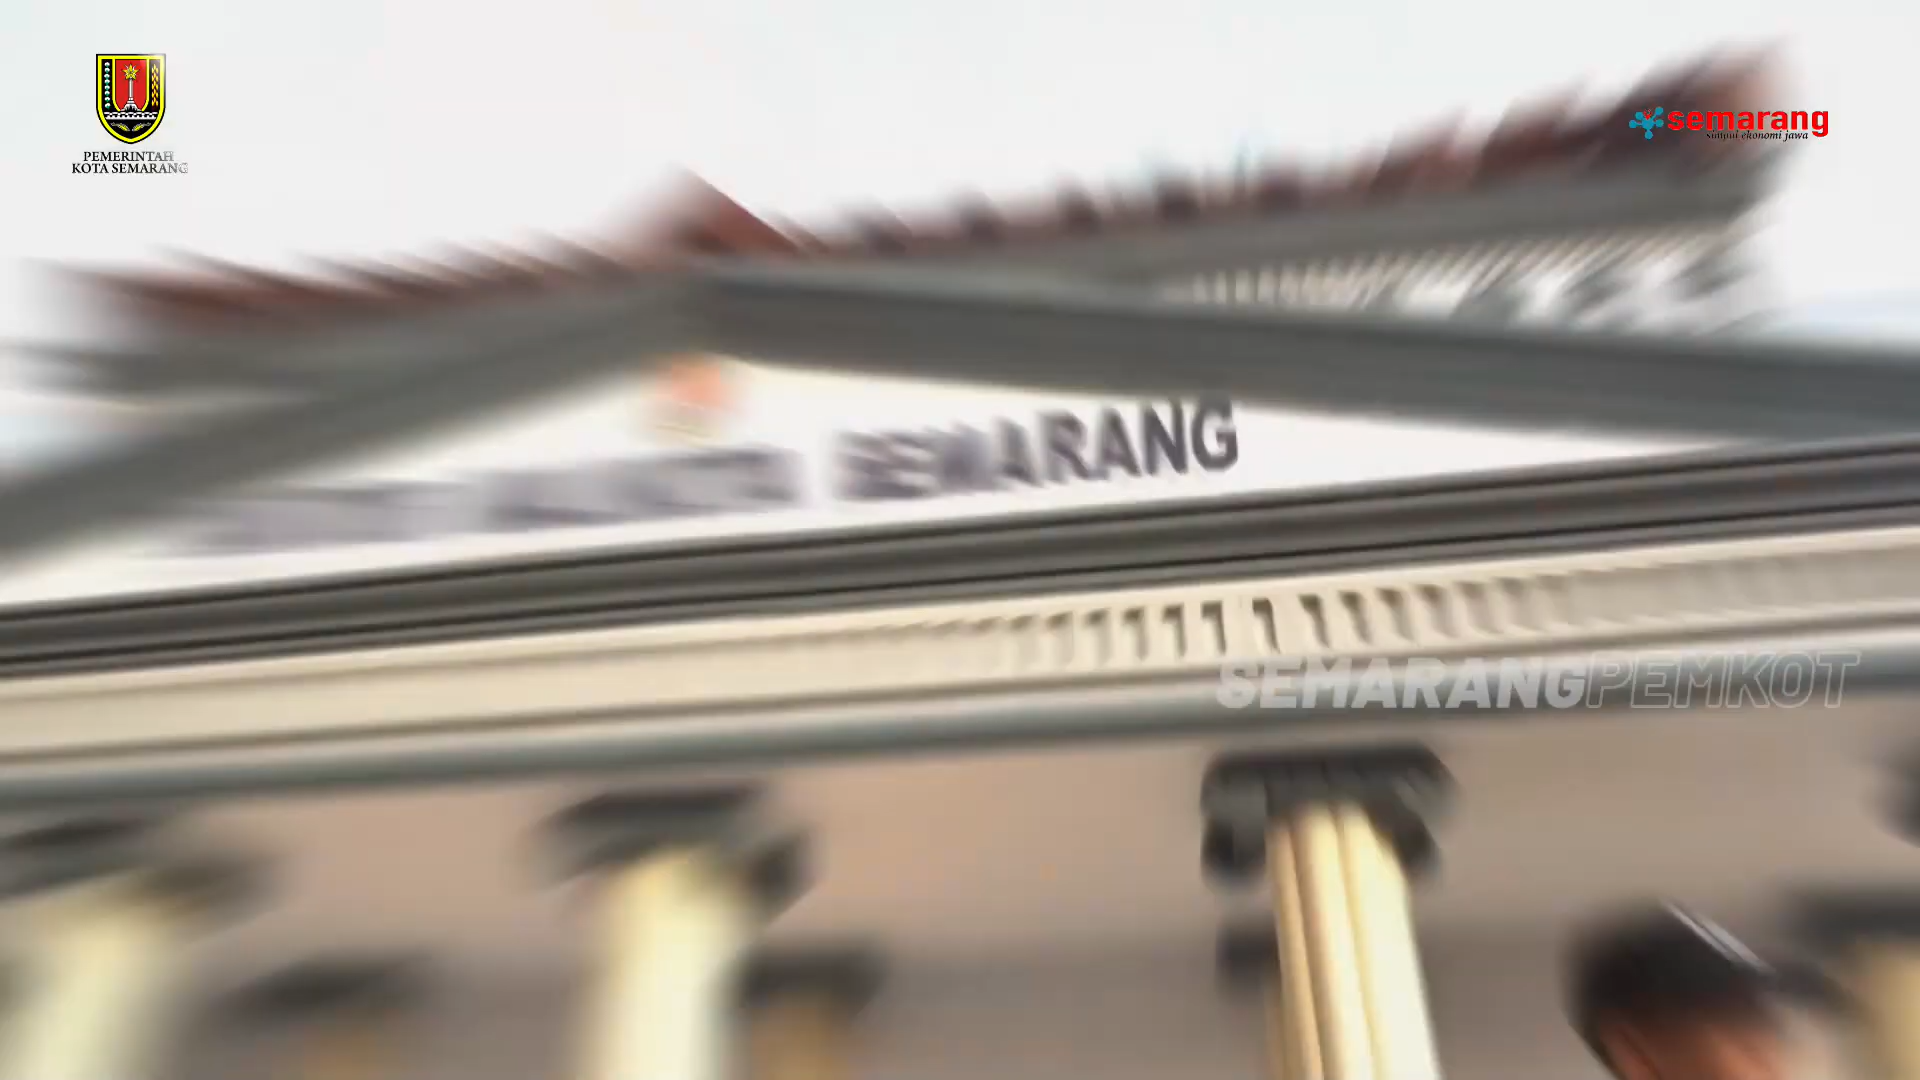 PEMERINTAH
KOTA SEMARANG
semarang
simpul ekonomi jawa
SEMARANG
SEMARANGPEMKOT